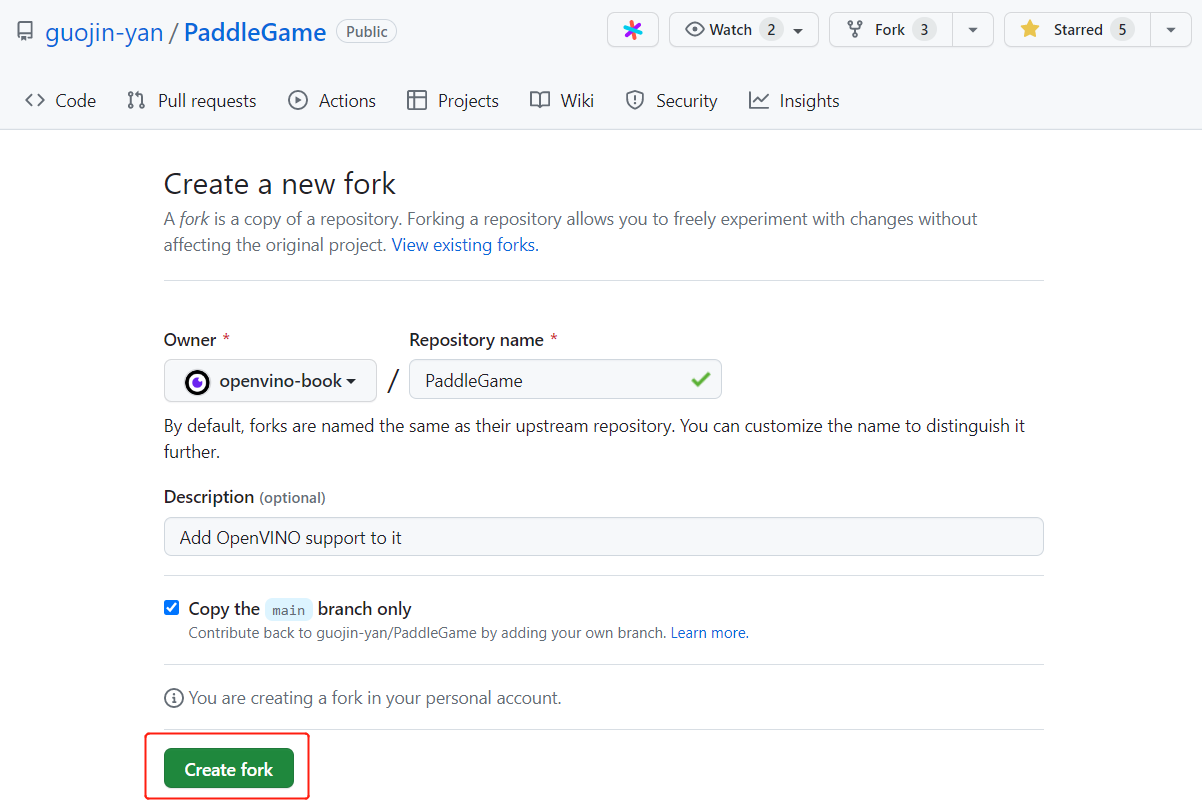 guojin-yan / PaddleGame Public Watch 2 Fork 3 Starred 5
Code Pull requests Actions Projects Wiki Security Insights
Create a new fork
A fork is a copy of a repository. Forking a repository allows you to freely experiment with changes without
affecting the original project. View existing forks.
Owner * Repository name *
openvino-book / PaddleGame
By default, forks are named the same as their upstream repository. You can customize the name to distinguish it
further.
Description (optional)
Add OpenVINO support to it
Copy the main branch only
Contribute back to guojin-yan/PaddleGame by adding your own branch. Learn more.
You are creating a fork in your personal account.
Create fork